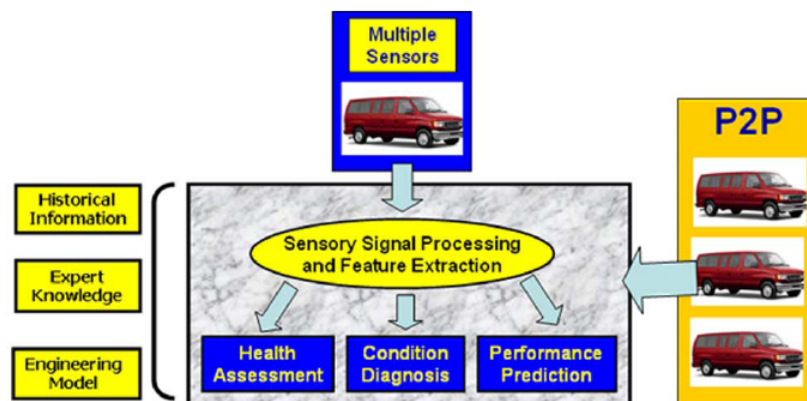 Multiple
Sensors
P2P
Historical
Information
Expert
Knowledge
Engineering
Model
Sensory Signal Processing
and Feature Extraction
Health
Assessment
Condition
Diagnosis
Performance
Prediction